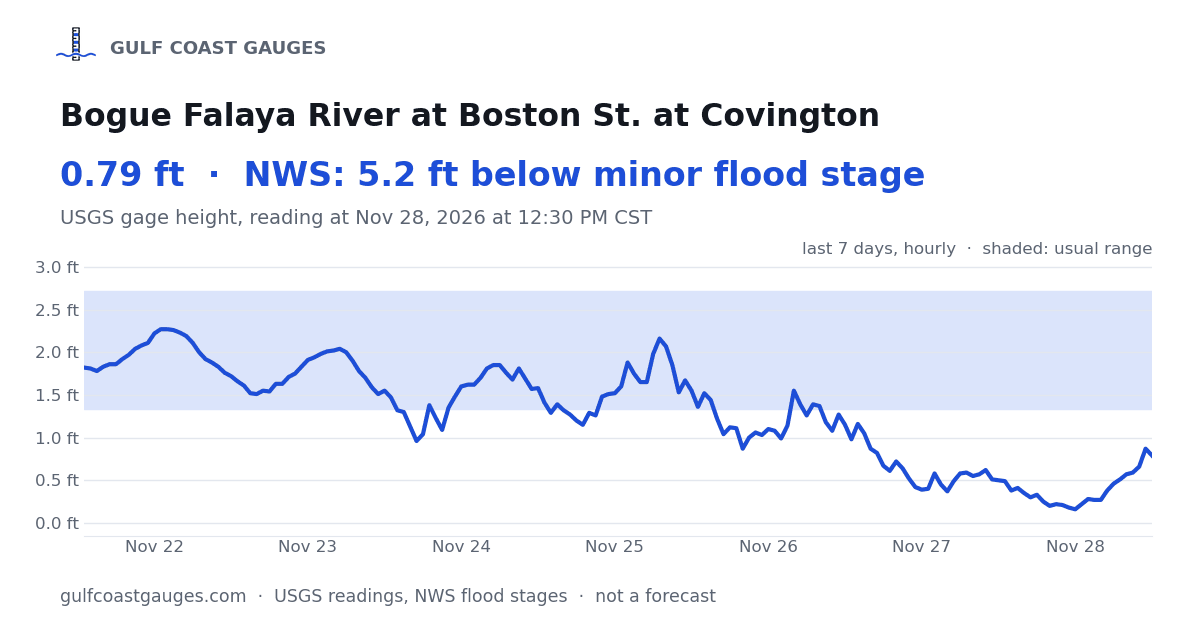 GULF COAST GAUGES
Bogue Falaya River at Boston St. at Covington
0.79 ft · NWS: 5.2 ft below minor flood stage
USGS gage height, reading at Nov 28, 2026 at 12:30 PM CST
last 7 days, hourly · shaded: usual range
3.0 ft
2.5 ft
2.0 ft
1.5 ft
1.0 ft
0.5 ft
0.0 ft
Nov 22 Nov 23 Nov 24 Nov 25 Nov 26 Nov 27 Nov 28
gulfcoastgauges.com · USGS readings, NWS flood stages · not a forecast